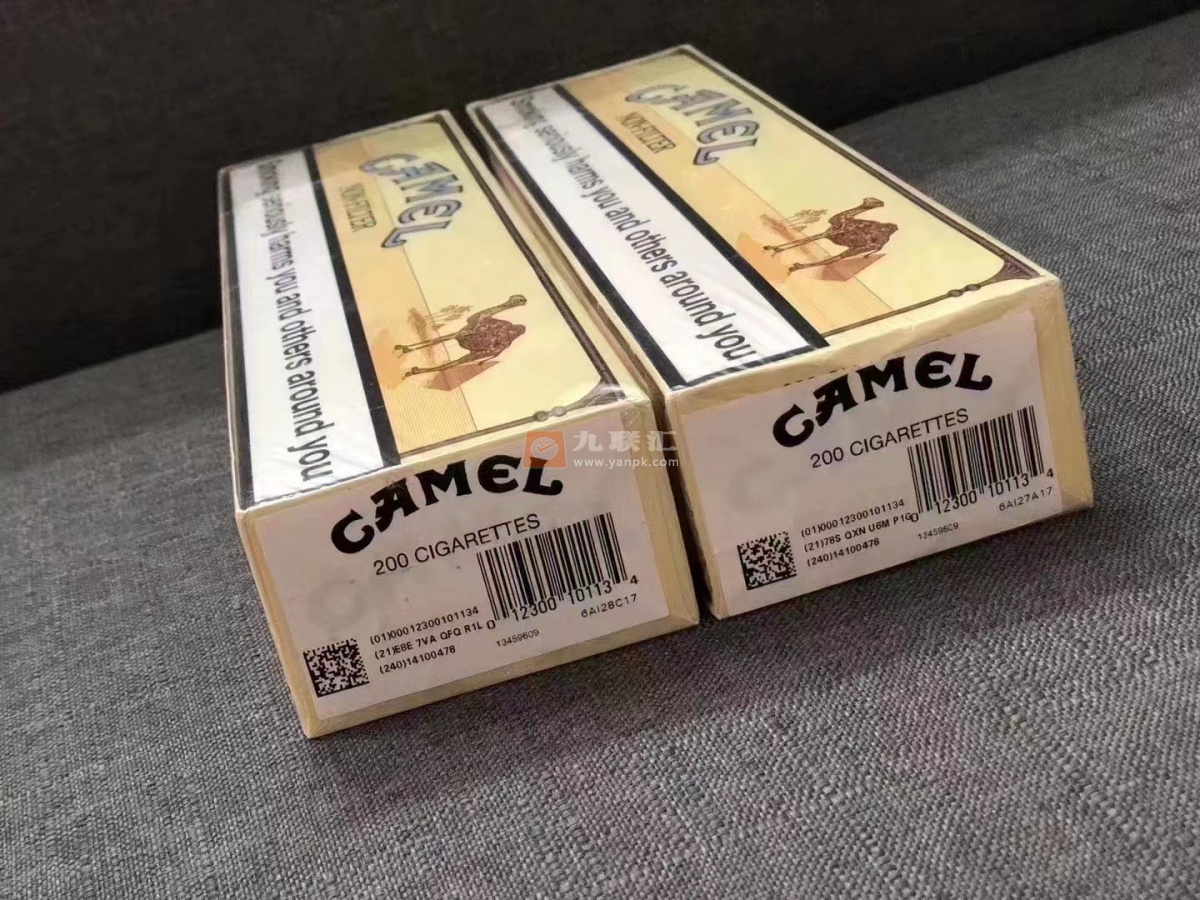 CAMEL
NON-FILTER
Smoking seriously harms you and others around you
CAMEL
200 CIGARETTES
(01)00012300101134
(21)E8E 7VA QFQ R1L
(240)14100478
0 12300 10113 4
13459609
6AI28C17
CAMEL
NON-FILTER
Smoking seriously harms you and others around you
CAMEL
200 CIGARETTES
(01)00012300101134
(21)78S QXN U6M P1G
(240)14100478
0 12300 10113 4
13459609
6AI27A17
九联汇
www.yanpk.com